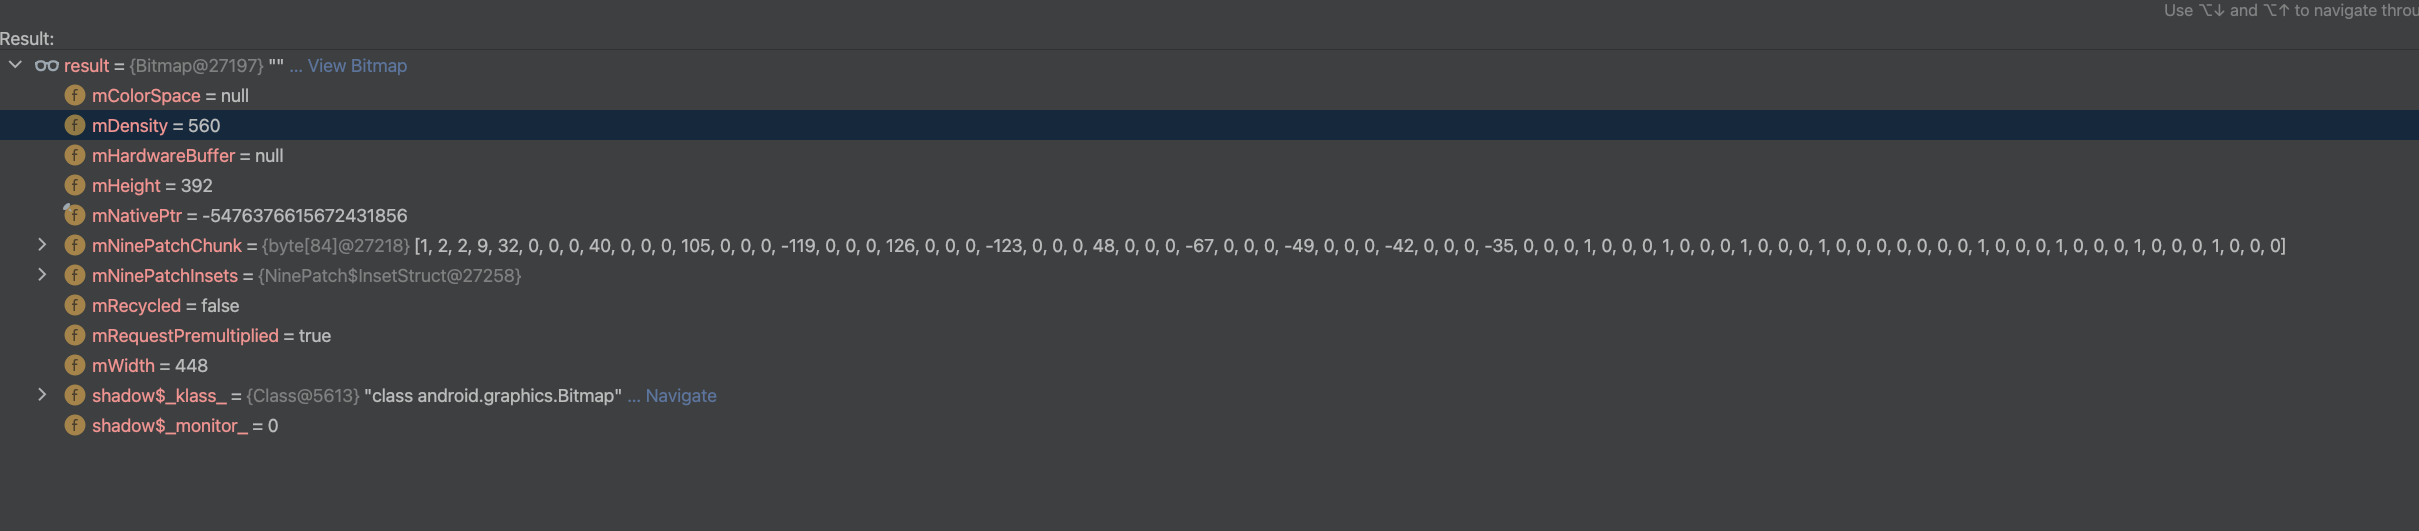 Use ⌥↓ and ⌥↑ to navigate throu
Result:
result = {Bitmap@27197} "" ... View Bitmap
f mColorSpace = null
f mDensity = 560
f mHardwareBuffer = null
f mHeight = 392
f mNativePtr = -5476376615672431856
f mNinePatchChunk = {byte[84]@27218} [1, 2, 2, 9, 32, 0, 0, 0, 40, 0, 0, 0, 105, 0, 0, 0, -119, 0, 0, 0, 126, 0, 0, 0, -123, 0, 0, 0, 48, 0, 0, 0, -67, 0, 0, 0, -49, 0, 0, 0, -42, 0, 0, 0, -35, 0, 0, 0, 1, 0, 0, 0, 1, 0, 0, 0, 1, 0, 0, 0, 1, 0, 0, 0, 0, 0, 0, 0, 1, 0, 0, 0, 1, 0, 0, 0, 1, 0, 0, 0, 1, 0, 0, 0]
f mNinePatchInsets = {NinePatch$InsetStruct@27258}
f mRecycled = false
f mRequestPremultiplied = true
f mWidth = 448
f shadow$_klass_ = {Class@5613} "class android.graphics.Bitmap" ... Navigate
f shadow$_monitor_ = 0